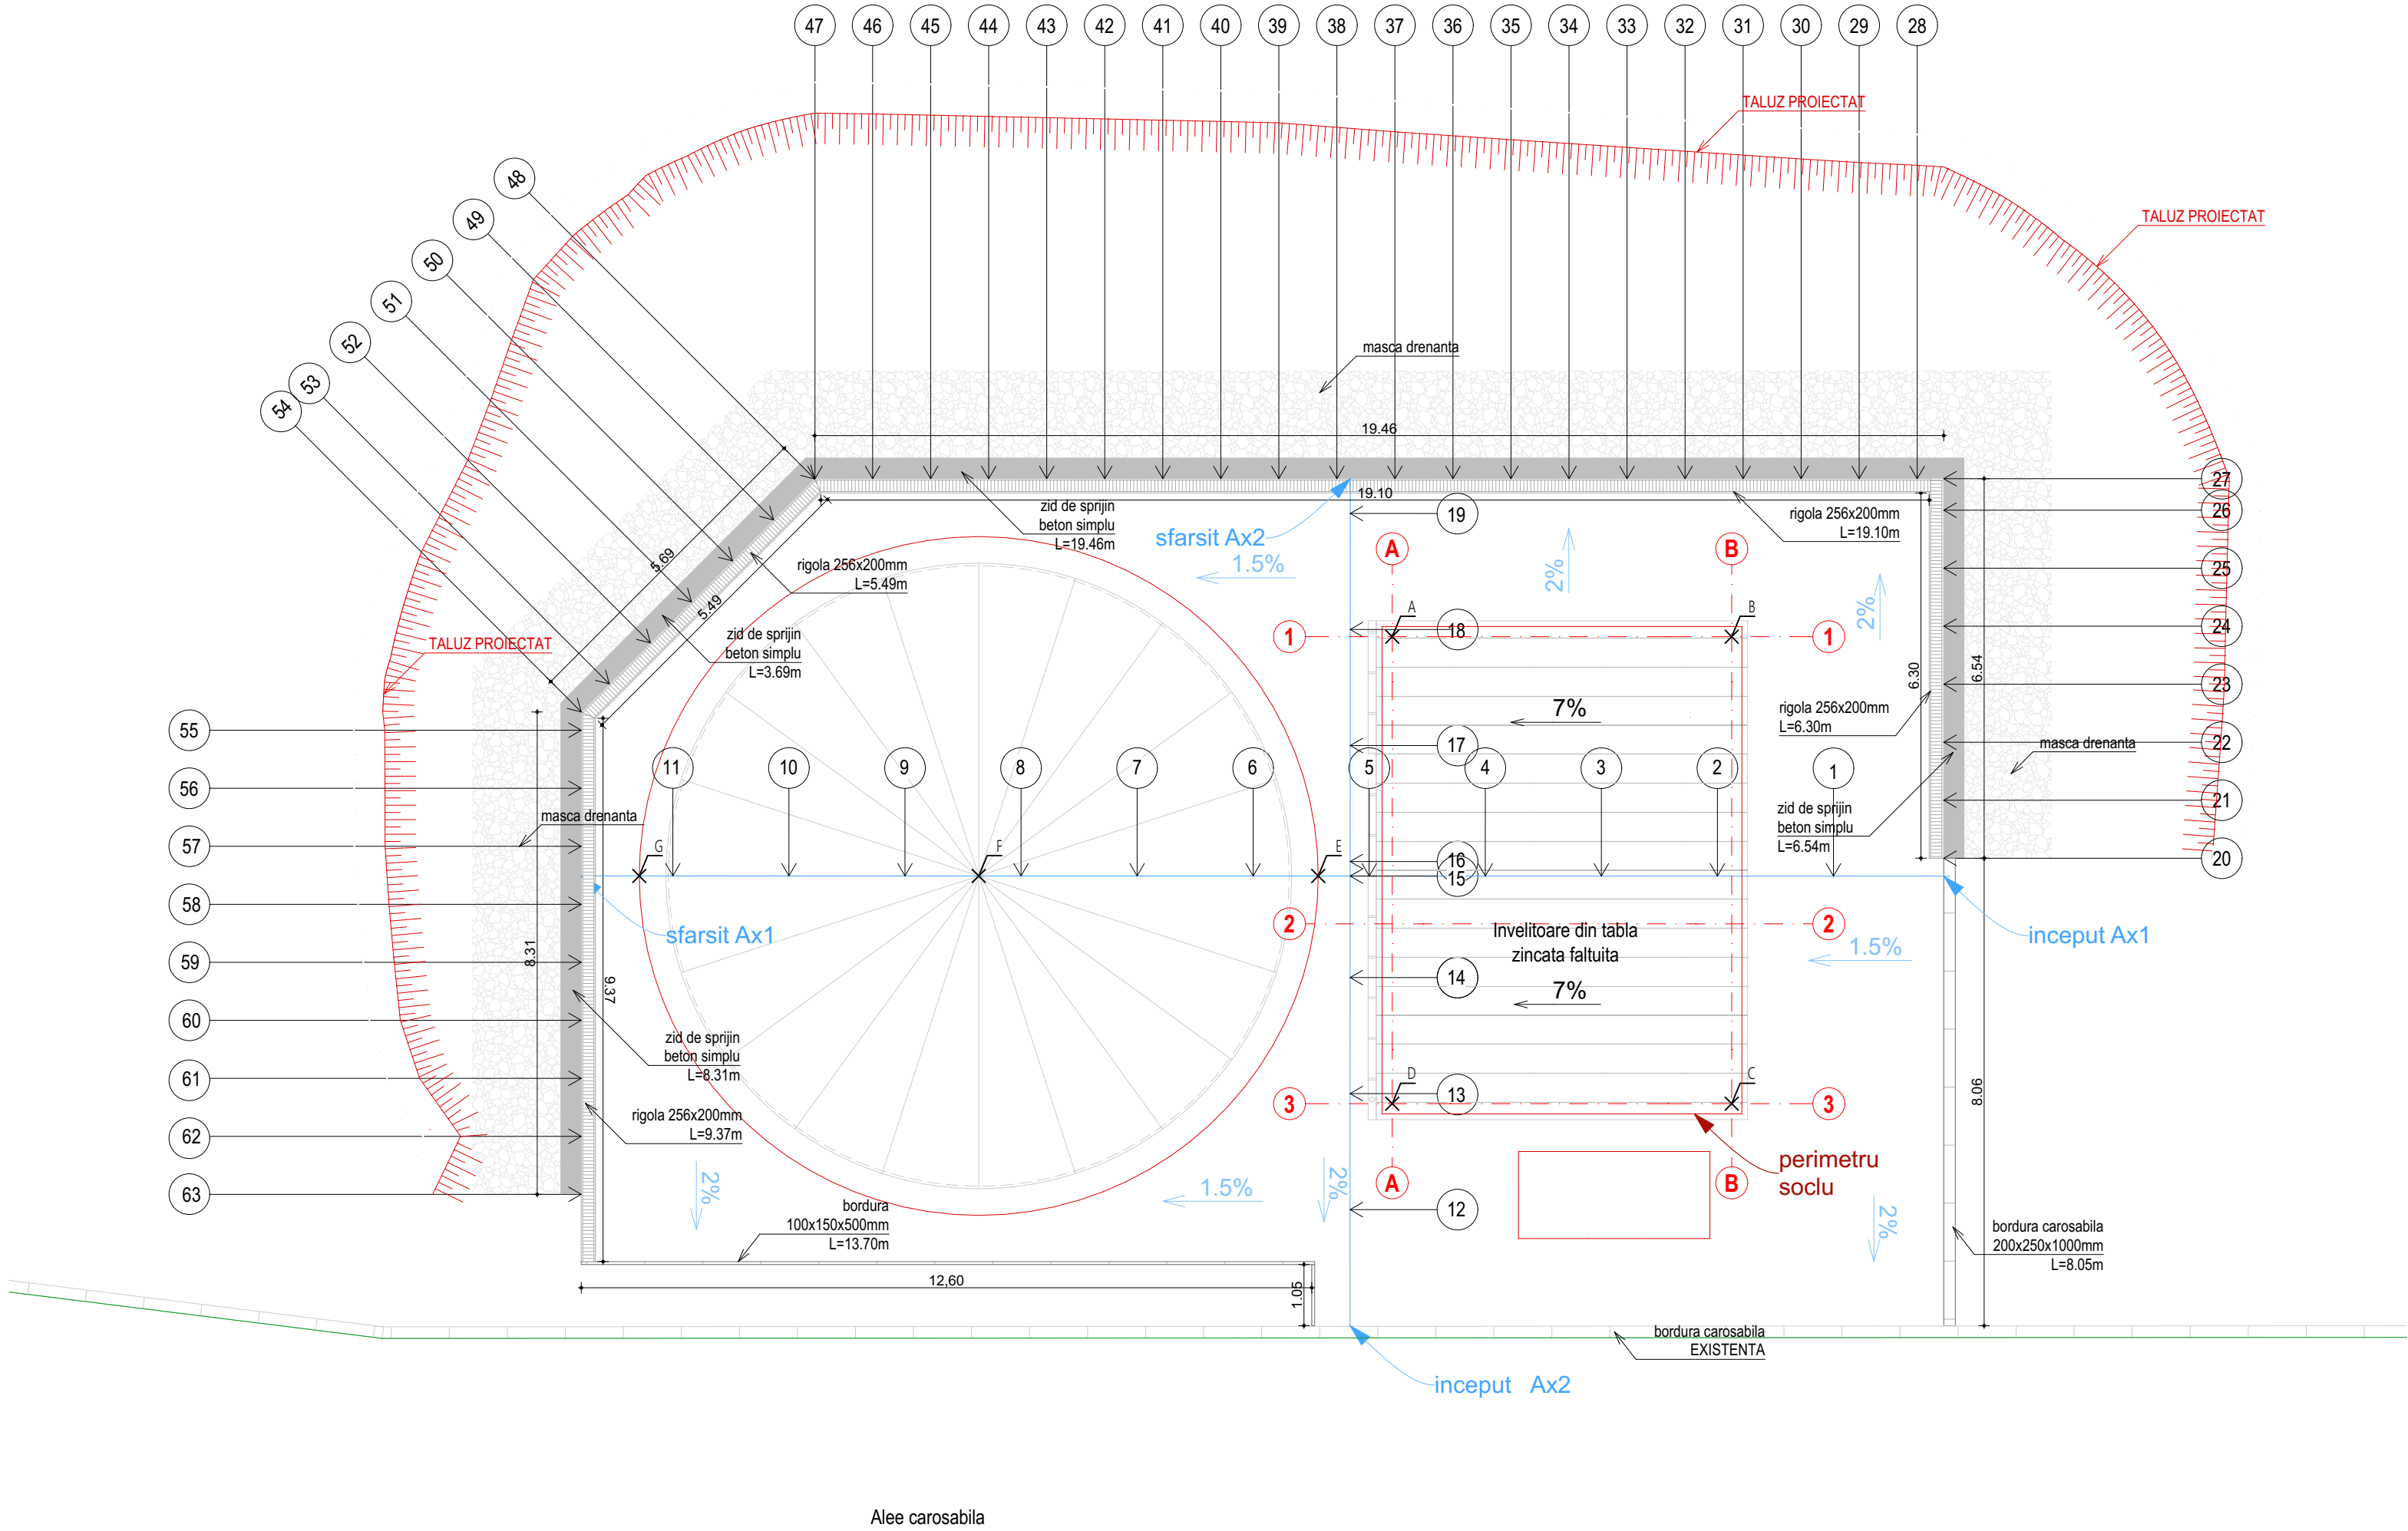 47 46 45 44 43 42 41 40 39 38 37 36 35 34 33 32 31 30 29 28
TALUZ PROIECTAT
48
49
TALUZ PROIECTAT
50
51
52
masca drenanta
53
54
19.46
27
19.10
zid de sprijin
beton simplu
L=19.46m
19
rigola 256x200mm
L=19.10m
26
sfarsit Ax2
1.5%
A
B
2%
25
5.69
rigola 256x200mm
L=5.49m
5.49
2%
A
B
24
1
18
1
zid de sprijin
beton simplu
L=3.69m
TALUZ PROIECTAT
6.30
6.54
23
7%
rigola 256x200mm
L=6.30m
55
17
22
masca drenanta
11 10 9 8 7 6 5 4 3 2 1
56
21
masca drenanta
zid de sprijin
beton simplu
L=6.54m
57
G
F
E
16
20
15
58
sfarsit Ax1
2
2
Invelitoare din tabla
zincata faltuita
inceput Ax1
1.5%
8.31
59
9.37
14
7%
60
zid de sprijin
beton simplu
L=8.31m
61
D
C
3
13
3
8.06
rigola 256x200mm
L=9.37m
62
perimetru
soclu
63
2%
1.5%
2%
A
B
12
bordura
100x150x500mm
L=13.70m
2%
bordura carosabila
200x250x1000mm
L=8.05m
12,60
1.05
bordura carosabila
EXISTENTA
inceput Ax2
Alee carosabila